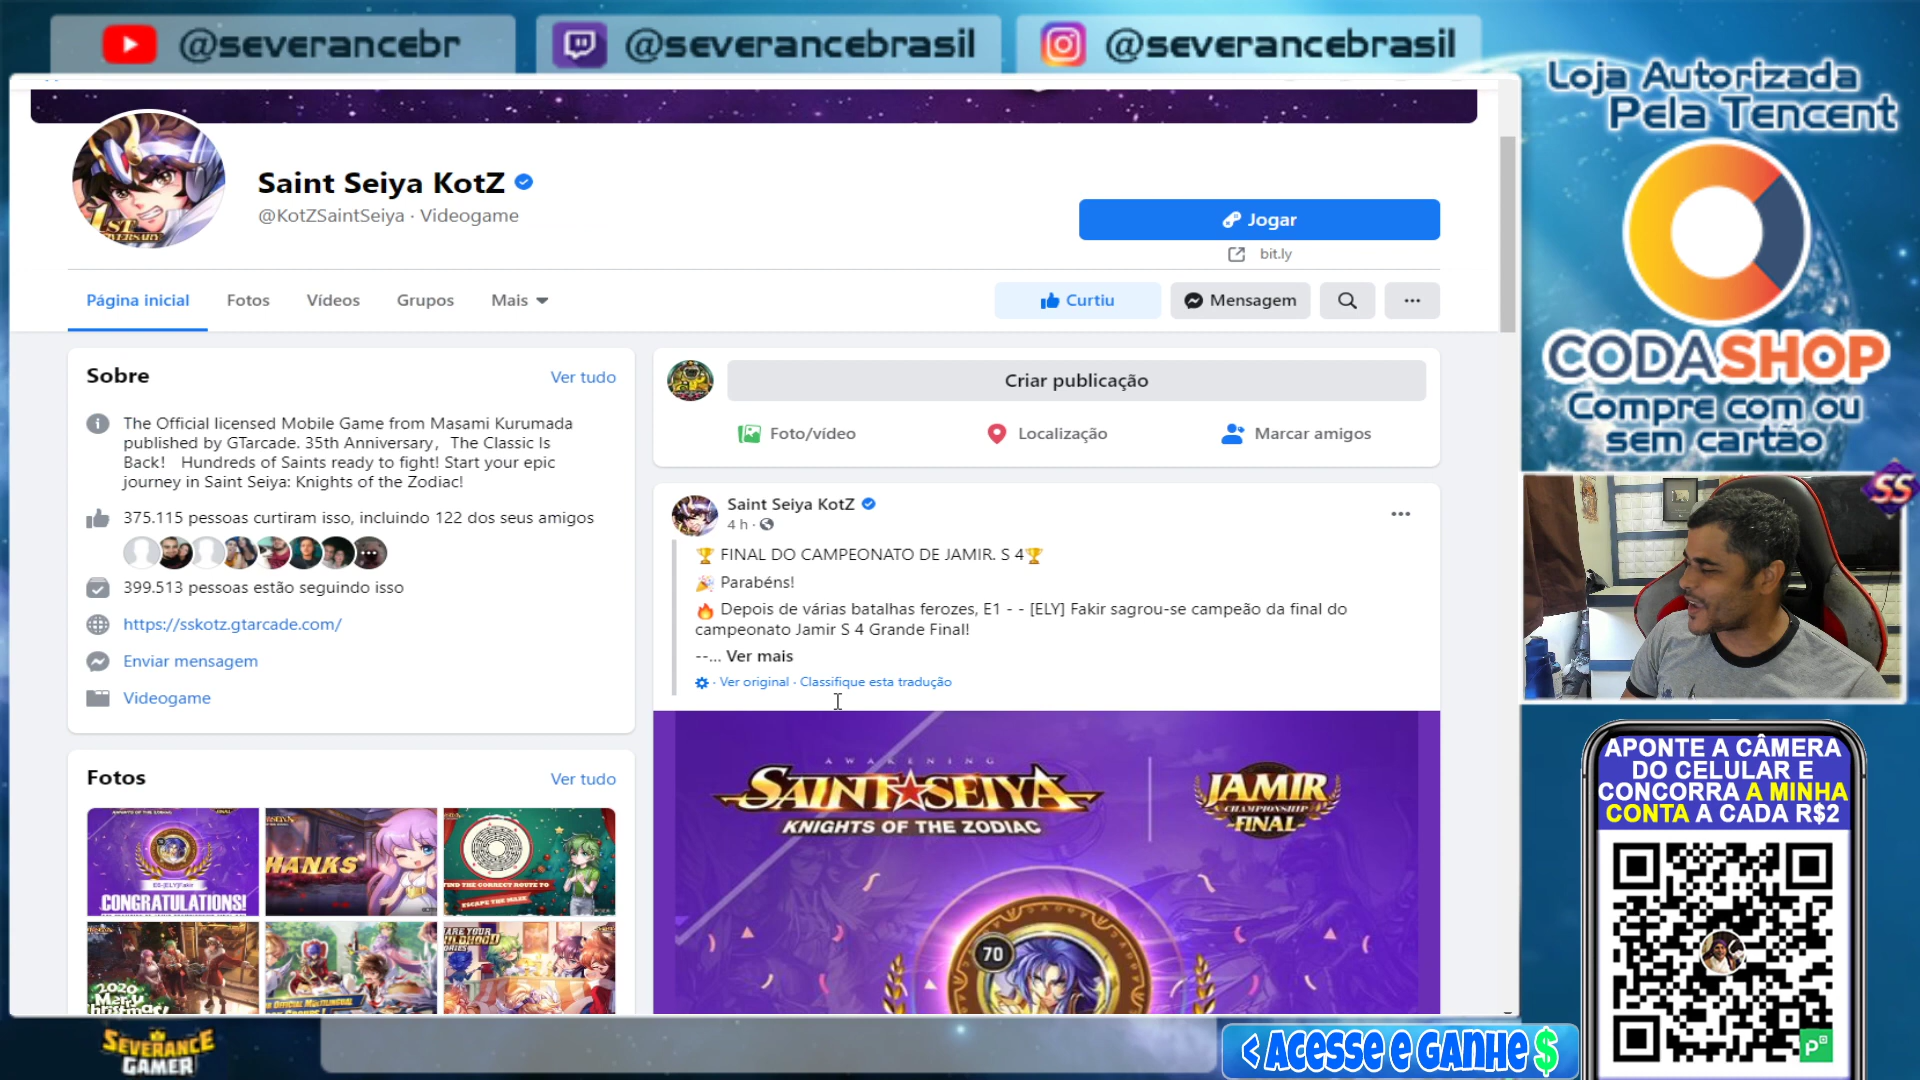 @severancebr
@severancebrasil
@severancebrasil
Loja Autorizada
Pela Tencent
CODASHOP
Compre com ou
sem cartão
SS
1ST
Saint Seiya KotZ
@KotZSaintSeiya · Videogame
Jogar
bit.ly
Página inicial
Fotos
Vídeos
Grupos
Mais
Curtiu
Mensagem
...
Sobre
Ver tudo
The Official licensed Mobile Game from Masami Kurumada
published by GTarcade. 35th Anniversary，The Classic Is
Back！ Hundreds of Saints ready to fight! Start your epic
journey in Saint Seiya: Knights of the Zodiac!
375.115 pessoas curtiram isso, incluindo 122 dos seus amigos
399.513 pessoas estão seguindo isso
https://sskotz.gtarcade.com/
Enviar mensagem
Videogame
Fotos
Ver tudo
CONGRATULATIONS!
HANKS
FIND THE CORRECT ROUTE TO
ESCAPE THE MAZE
2020
Merry
Christmas!
Criar publicação
Foto/vídeo
Localização
Marcar amigos
Saint Seiya KotZ
4 h ·
🏆 FINAL DO CAMPEONATO DE JAMIR. S 4🏆
🎉 Parabéns!
🔥 Depois de várias batalhas ferozes, E1 - - [ELY] Fakir sagrou-se campeão da final do
campeonato Jamir S 4 Grande Final!
--... Ver mais
· Ver original · Classifique esta tradução
AWAKENING
SAINT SEIYA
KNIGHTS OF THE ZODIAC
JAMIR
CHAMPIONSHIP
-FINAL-
70
APONTE A CÂMERA
DO CELULAR E
CONCORRA A MINHA
CONTA A CADA R$2
SEVERANCE
GAMER
< ACESSE E GANHE $